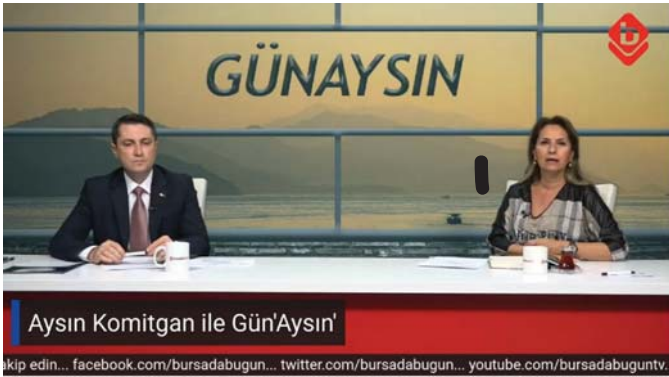 GÜNAYSIN
Aysın Komitgan ile Gün'Aysın'
akip edin... facebook.com/bursadabugun... twitter.com/bursadabugun... youtube.com/bursadabuguntv.